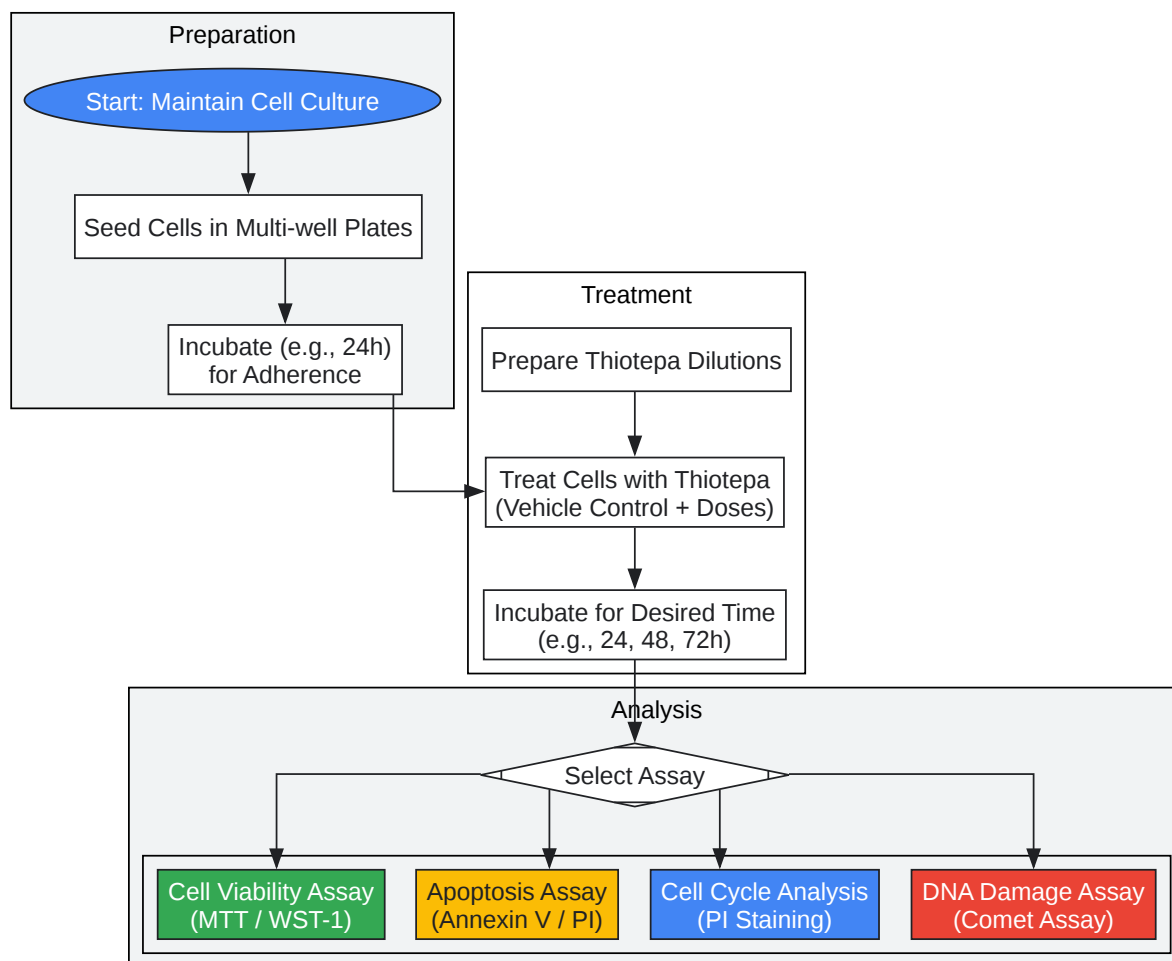 Preparation
Start: Maintain Cell Culture
Seed Cells in Multi-well Plates
Incubate (e.g., 24h)
for Adherence
Treatment
Prepare Thiotepa Dilutions
Treat Cells with Thiotepa
(Vehicle Control + Doses)
Incubate for Desired Time
(e.g., 24, 48, 72h)
Analysis
Select Assay
Cell Viability Assay
(MTT / WST-1)
Apoptosis Assay
(Annexin V / PI)
Cell Cycle Analysis
(PI Staining)
DNA Damage Assay
(Comet Assay)